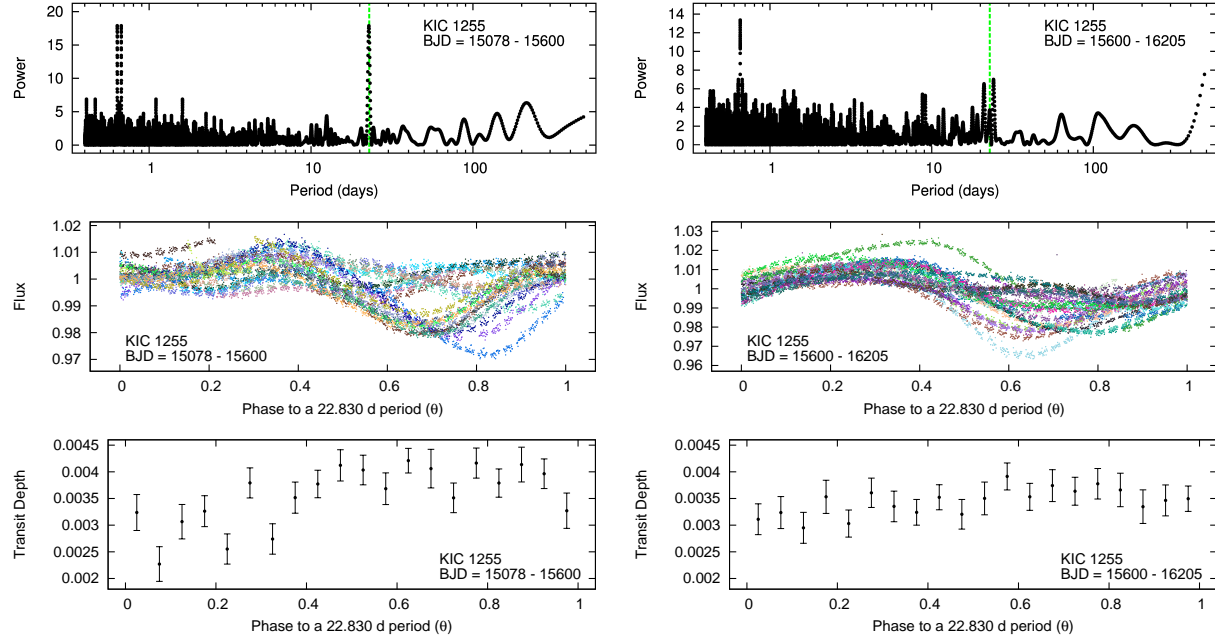 KIC 1255
BJD = 15078 - 15600
Power
20
15
10
5
0
1
10
100
Period (days)
KIC 1255
BJD = 15600 - 16205
Power
14
12
10
8
6
4
2
0
1
10
100
Period (days)
Flux
1.02
1.01
1
0.99
0.98
0.97
KIC 1255
BJD = 15078 - 15600
0
0.2
0.4
0.6
0.8
1
Phase to a 22.830 d period (θ)
Flux
1.03
1.02
1.01
1
0.99
0.98
0.97
0.96
KIC 1255
BJD = 15600 - 16205
0
0.2
0.4
0.6
0.8
1
Phase to a 22.830 d period (θ)
Transit Depth
0.0045
0.004
0.0035
0.003
0.0025
0.002
KIC 1255
BJD = 15078 - 15600
0
0.2
0.4
0.6
0.8
1
Phase to a 22.830 d period (θ)
Transit Depth
0.0045
0.004
0.0035
0.003
0.0025
0.002
KIC 1255
BJD = 15600 - 16205
0
0.2
0.4
0.6
0.8
1
Phase to a 22.830 d period (θ)